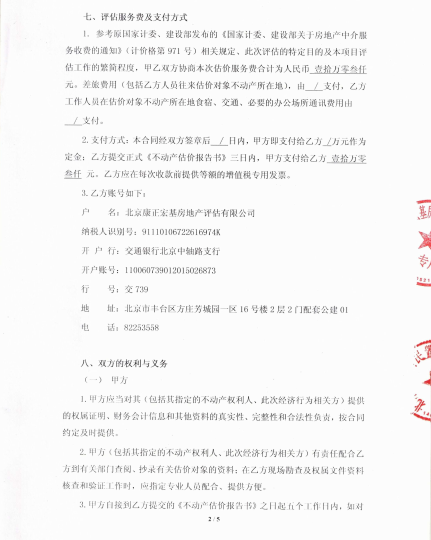 七、评估服务费及支付方式
1. 参考原国家计委、建设部发布的《国家计委、建设部关于房地产中介服
务收费的通知》（计价格第 971 号）相关规定、此次评估的特定目的及本项目评
估工作的繁简程度，甲乙双方协商本次估价服务费合计为人民币 壹拾万零叁仟
元。差旅费用（包括乙方人员往来估价对象不动产所在地），由 / 支付，乙方
工作人员在估价对象不动产所在地食宿、交通、必要的办公场所通讯费用由
/ 支付。
2.支付方式：本合同经双方签章后 / 日内，甲方即支付给乙方 / 万元作为
定金；乙方提交正式《不动产估价报告书》三日内，甲方支付给乙方 壹拾万零
叁仟 元。乙方应在每次收款前提供等额的增值税专用发票。
3.乙方账号如下：
户 名：北京康正宏基房地产评估有限公司
纳税人识别号：91110106722616974K
开 户 行：交通银行北京中轴路支行
开户账号：110060739012015026873
行 号：交 739
地 址：北京市丰台区方庄芳城园一区 16 号楼 2 层 2 门配套公建 01
电 话：82253558
八、双方的权利与义务
（一） 甲方
1.甲方应当对其（包括其指定的不动产权利人、此次经济行为相关方）提供
的权属证明、财务会计信息和其他资料的真实性、完整性和合法性负责，按合同
约定及时提供。
2.甲方（包括其指定的不动产权利人、此次经济行为相关方）有责任配合乙
方到有关部门查阅、抄录有关估价对象的资料；在乙方现场勘查及权属文件资料
核查和验证工作时，应指定专业人员配合、提供方便。
3.甲方自接到乙方提交的《不动产估价报告书》之日起五个工作日内，如对
2 / 5